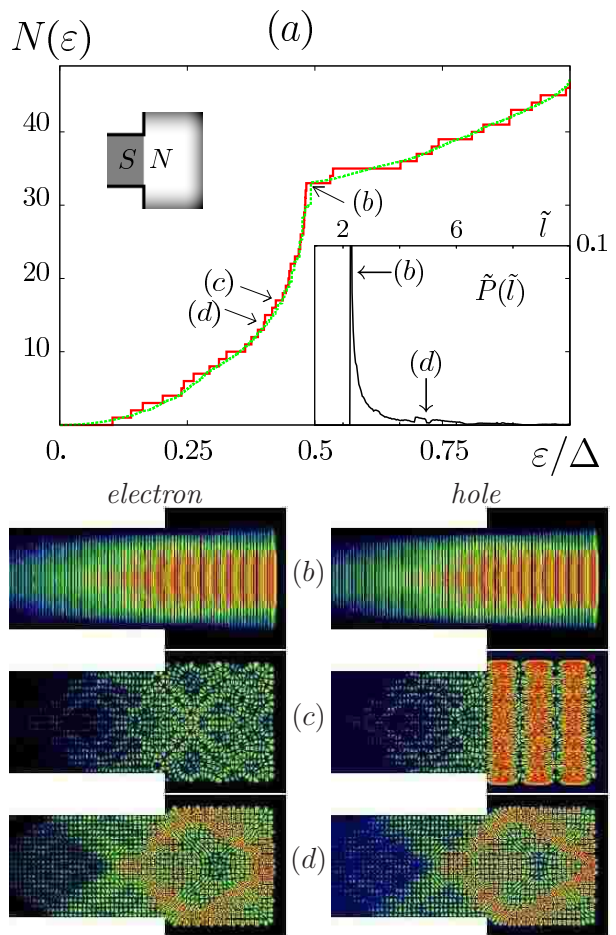 (a)
N(ε)
40
30
20
10
S N
(b)
(c)
(d)
2 6 l̃
0.1
(b)
P̃(l̃)
(d)
0. 0.25 0.5 0.75 ε/Δ
electron hole
(b)
(c)
(d)